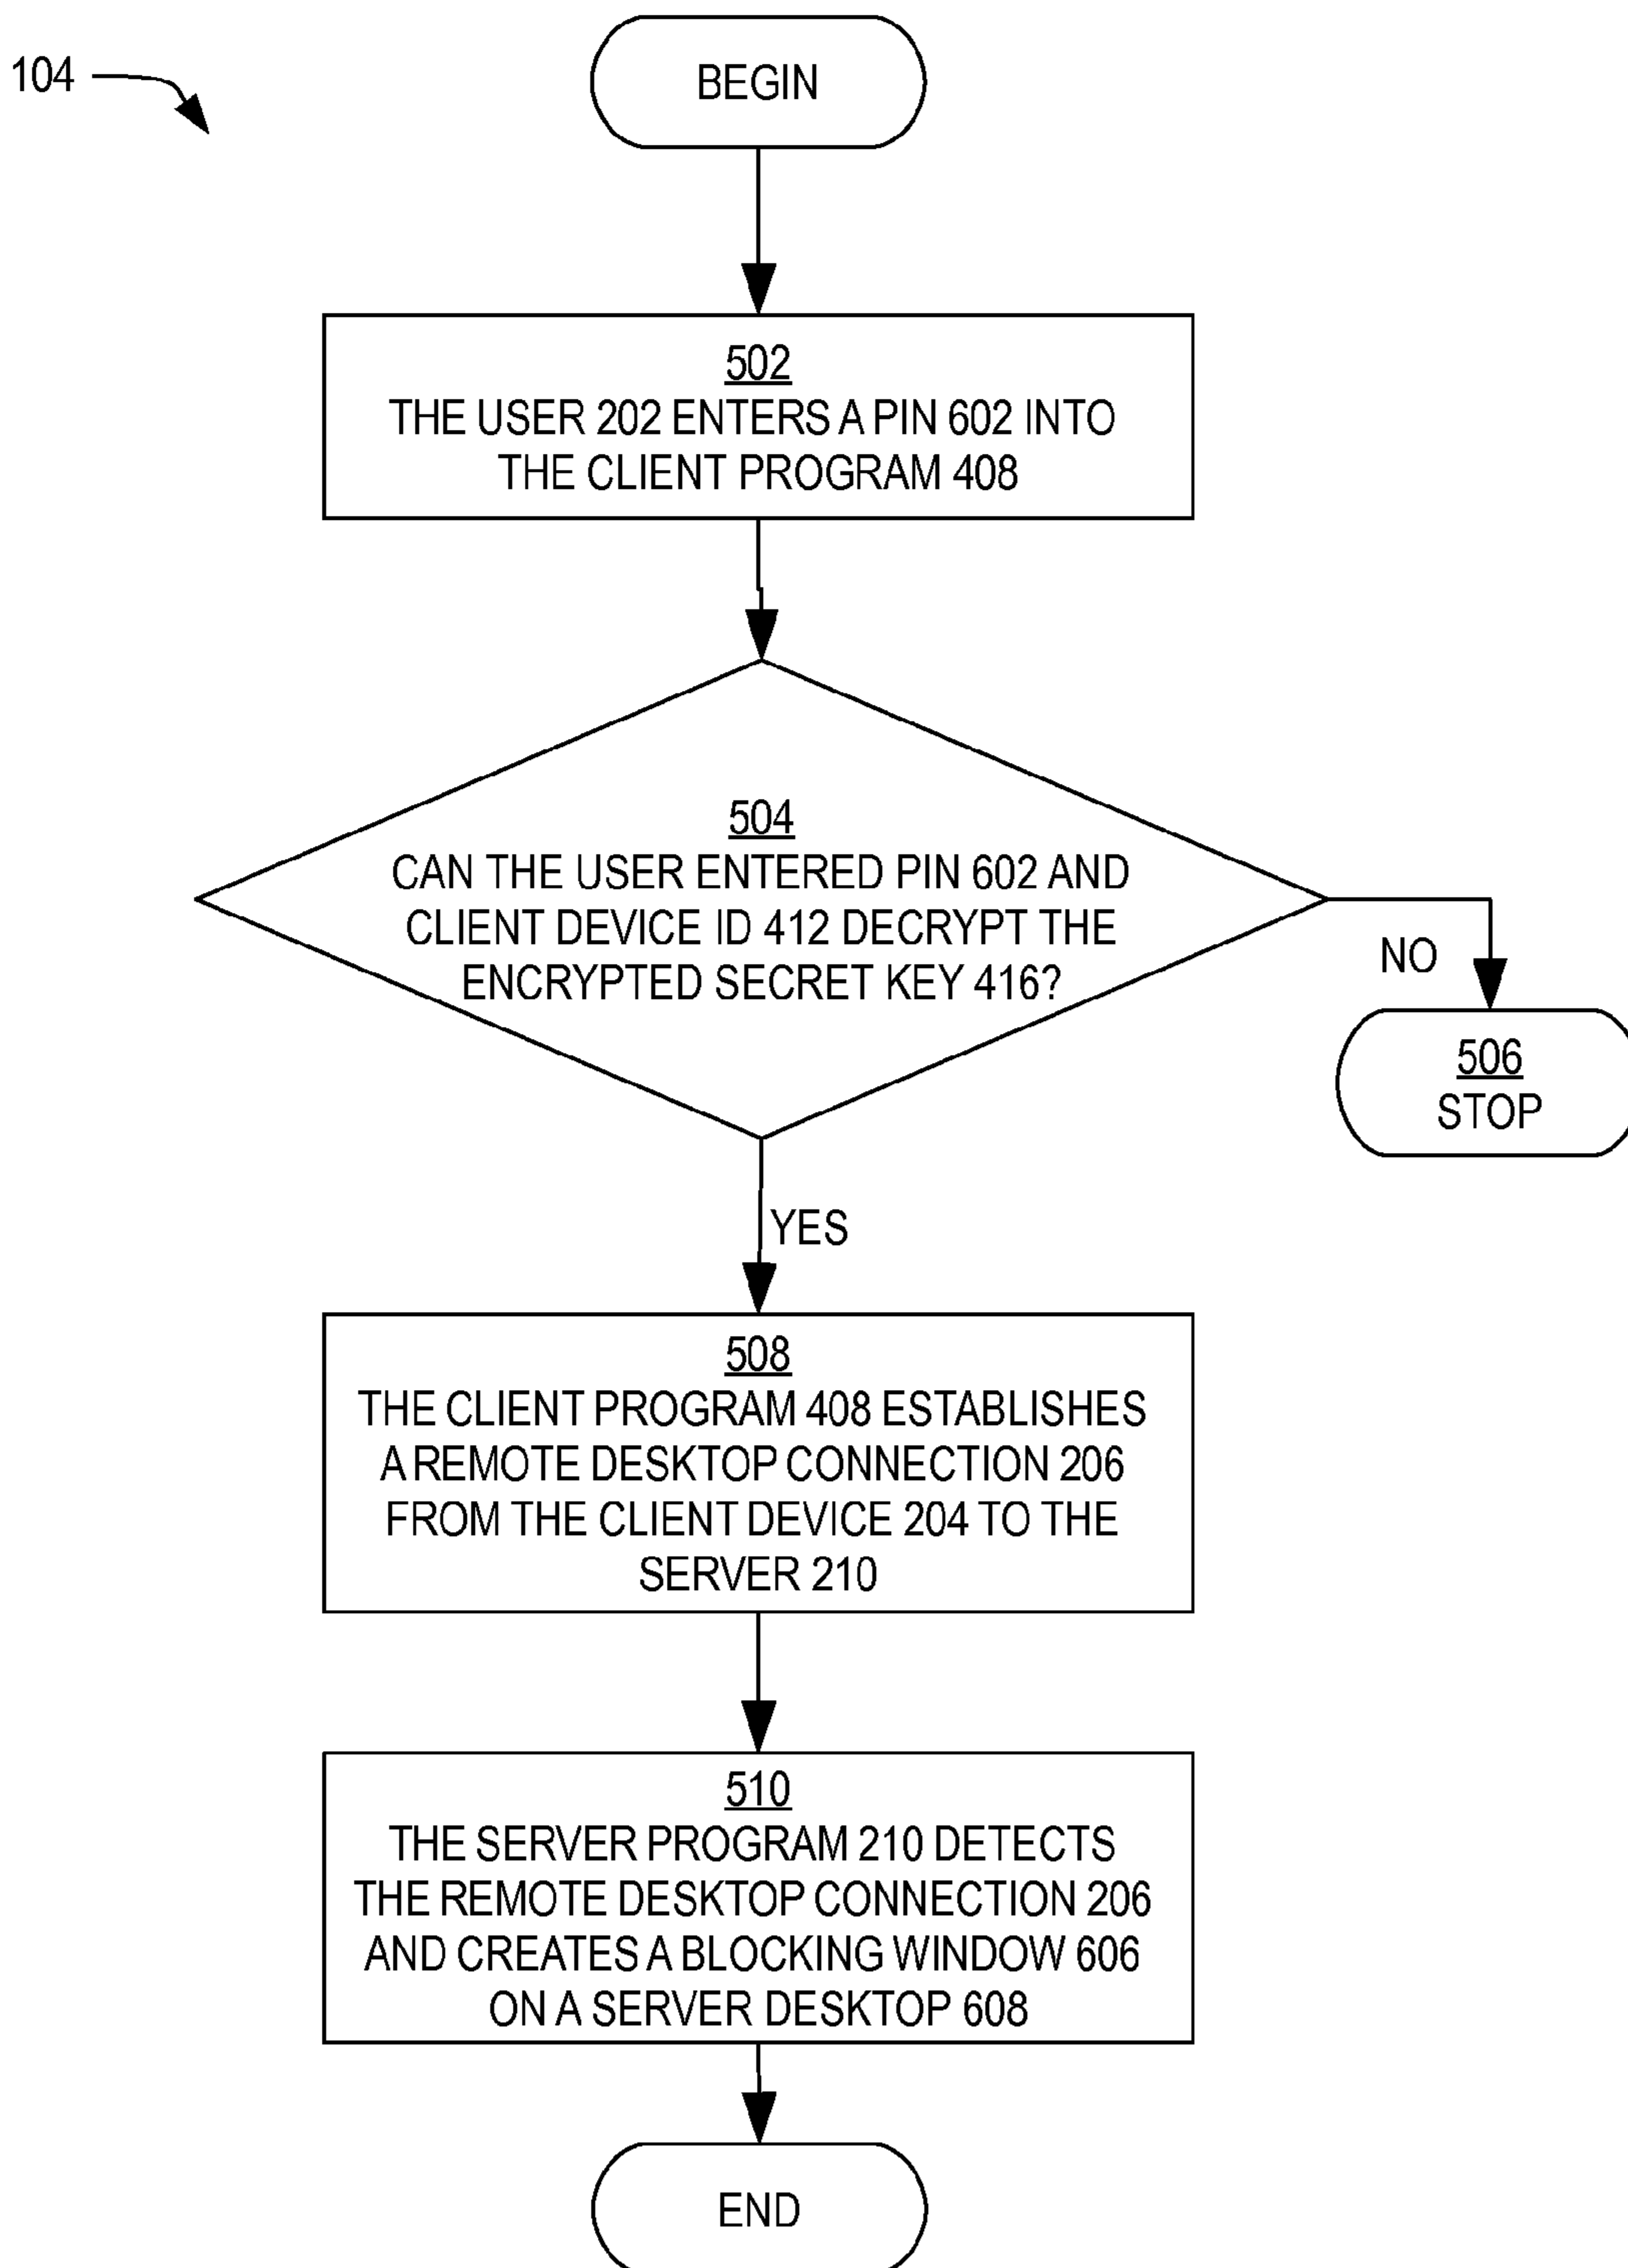 104
BEGIN
502
THE USER 202 ENTERS A PIN 602 INTO
THE CLIENT PROGRAM 408
504
CAN THE USER ENTERED PIN 602 AND
CLIENT DEVICE ID 412 DECRYPT THE
ENCRYPTED SECRET KEY 416?
NO
506
STOP
YES
508
THE CLIENT PROGRAM 408 ESTABLISHES
A REMOTE DESKTOP CONNECTION 206
FROM THE CLIENT DEVICE 204 TO THE
SERVER 210
510
THE SERVER PROGRAM 210 DETECTS
THE REMOTE DESKTOP CONNECTION 206
AND CREATES A BLOCKING WINDOW 606
ON A SERVER DESKTOP 608
END